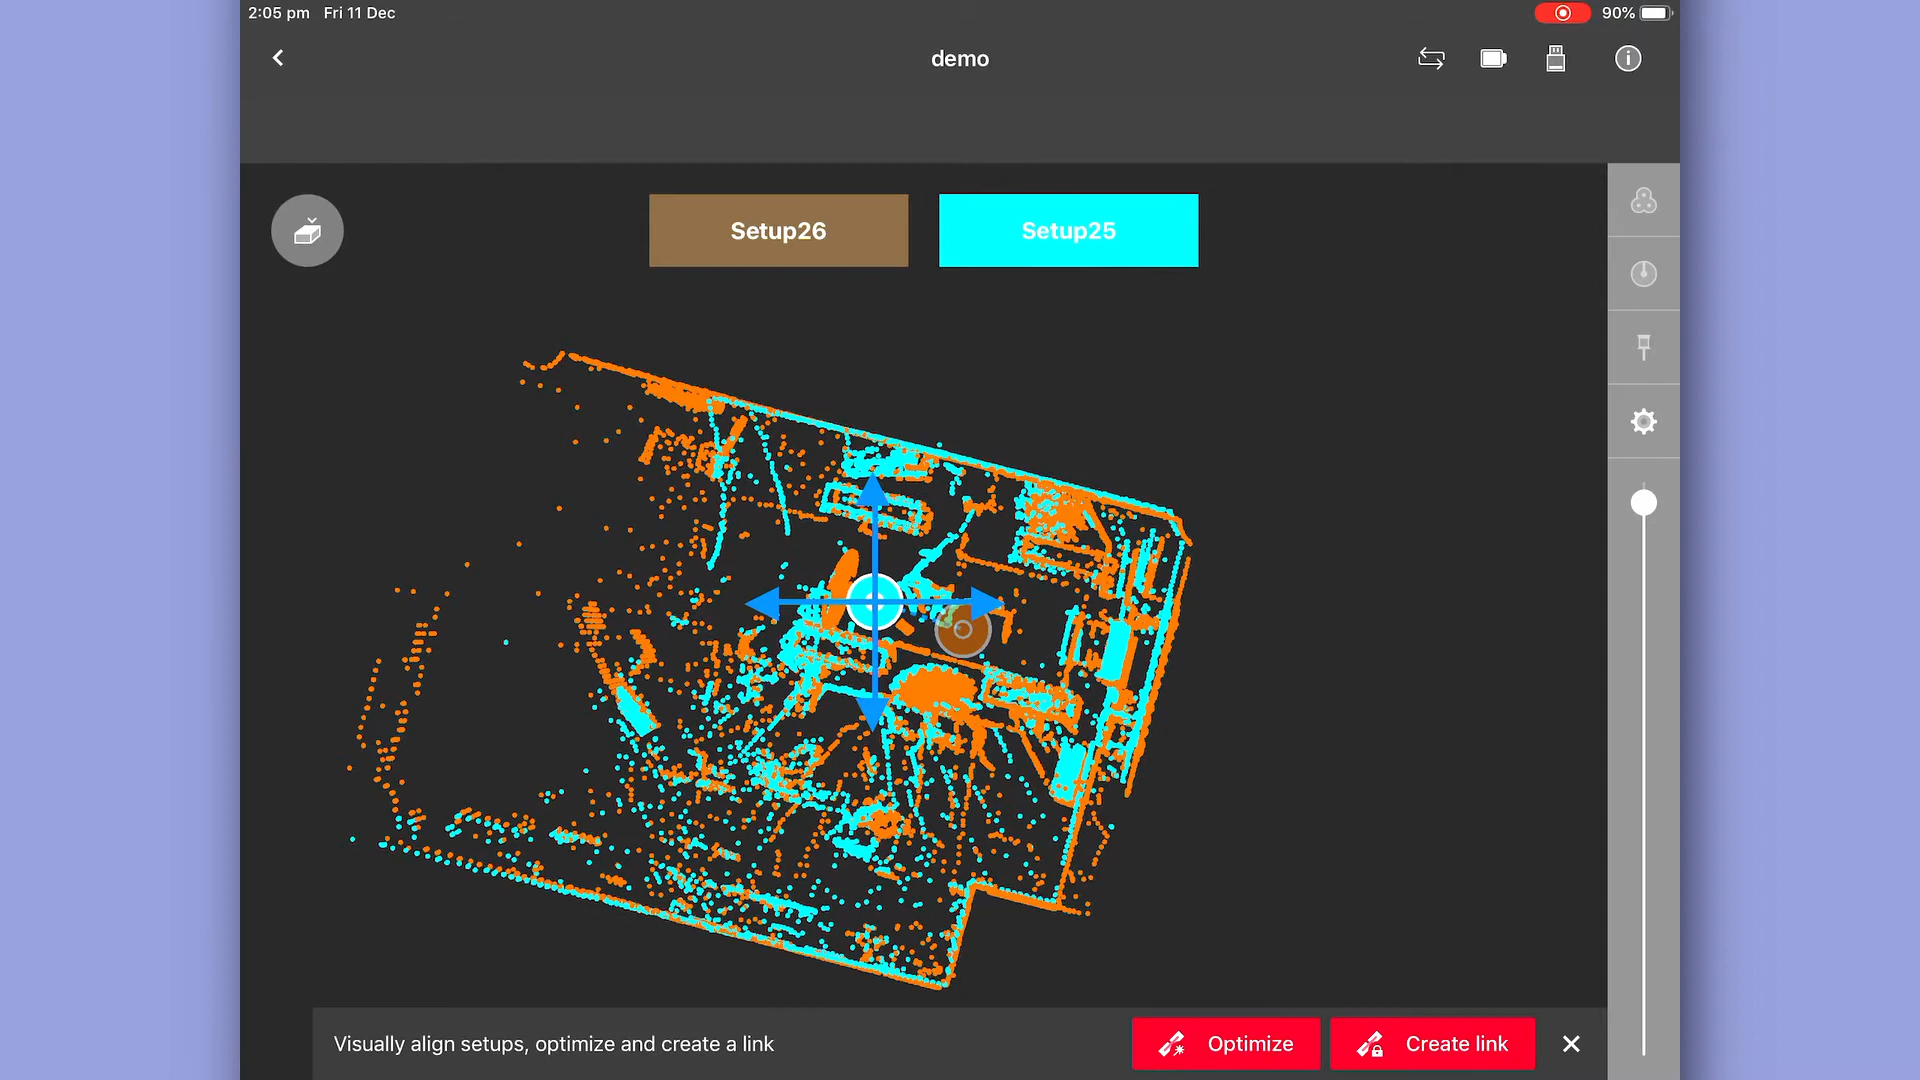 2:05 pm Fri 11 Dec
90%
demo
Setup26
Setup25
Visually align setups, optimize and create a link
Optimize
Create link